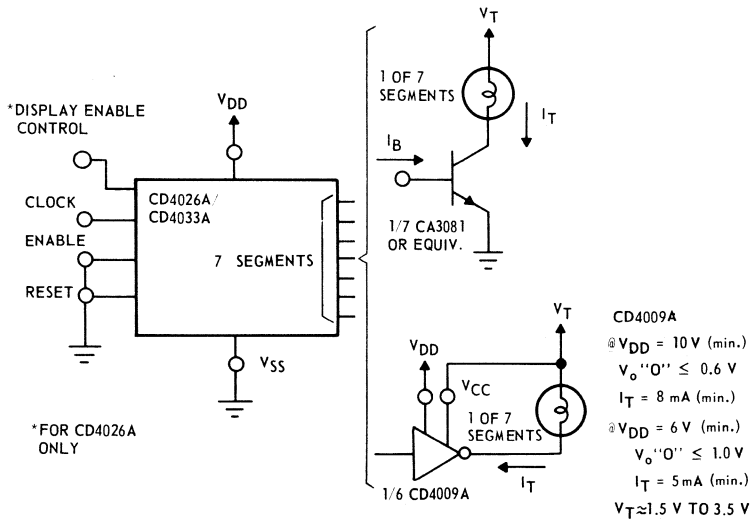 *DISPLAY ENABLE
CONTROL
VDD
CLOCK
ENABLE
RESET
CD4026A/
CD4033A
7 SEGMENTS
VSS
*FOR CD4026A
ONLY
VT
1 OF 7
SEGMENTS
IT
IB
1/7 CA3081
OR EQUIV.
VT
VDD
VCC
1 OF 7
SEGMENTS
IT
1/6 CD4009A
CD4009A
@ VDD = 10 V (min.)
Vo "O" ≤ 0.6 V
IT = 8 mA (min.)
@ VDD = 6 V (min.)
Vo "O" ≤ 1.0 V
IT = 5 mA (min.)
VT ≈ 1.5 V TO 3.5 V